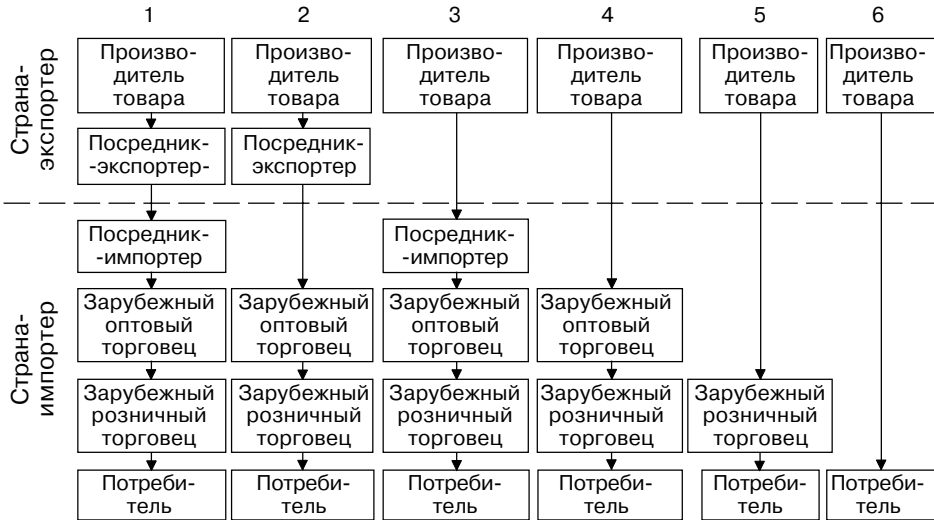 1 2 3 4 5 6
Страна-
экспортер
Производ-
дитель
товара
Произво-
дитель
товара
Произво-
дитель
товара
Произво-
дитель
товара
Произво-
дитель
товара
Произво-
дитель
товара
Посредник-
-экспортер-
Посредник-
экспортер
Страна-
импортер
Посредник-
-импортер
Посредник-
-импортер
Зарубежный
оптовый
торговец
Зарубежный
оптовый
торговец
Зарубежный
оптовый
торговец
Зарубежный
оптовый
торговец
Зарубежный
розничный
торговец
Зарубежный
розничный
торговец
Зарубежный
розничный
торговец
Зарубежный
розничный
торговец
Зарубежный
розничный
торговец
Потреби-
тель
Потреби-
тель
Потреби-
тель
Потреби-
тель
Потреби-
тель
Потреби-
тель